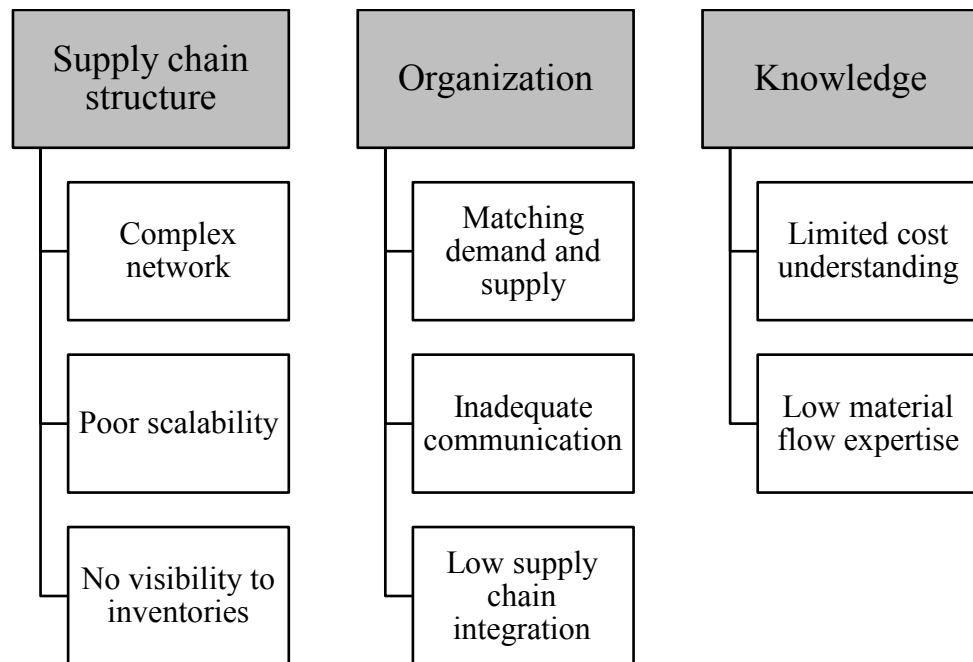 Supply chain
structure
Complex
network
Poor scalability
No visibility to
inventories
Organization
Matching
demand and
supply
Inadequate
communication
Low supply
chain
integration
Knowledge
Limited cost
understanding
Low material
flow expertise